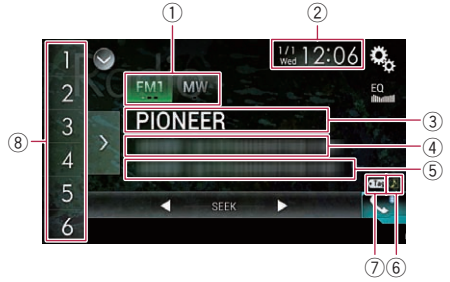 ① ②
1/1 Wed 12:06
1
2
3
4
5
6
FM1 MW
EQ
PIONEER
③
④
⑤
⑧
SEEK
⑦ ⑥